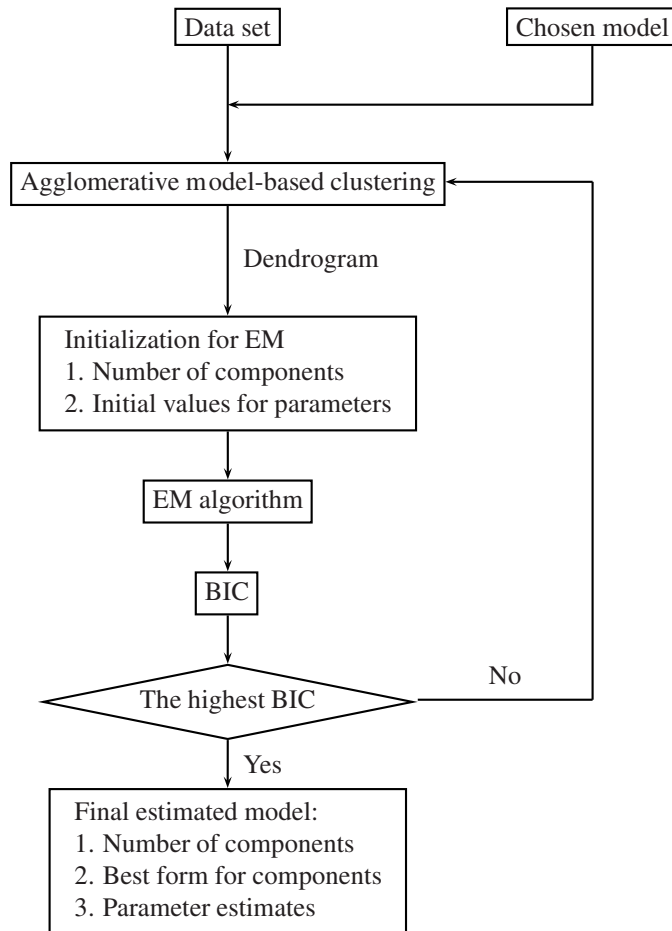 Data set
Chosen model
Agglomerative model-based clustering
Dendrogram
Initialization for EM
1. Number of components
2. Initial values for parameters
EM algorithm
BIC
The highest BIC
No
Yes
Final estimated model:
1. Number of components
2. Best form for components
3. Parameter estimates